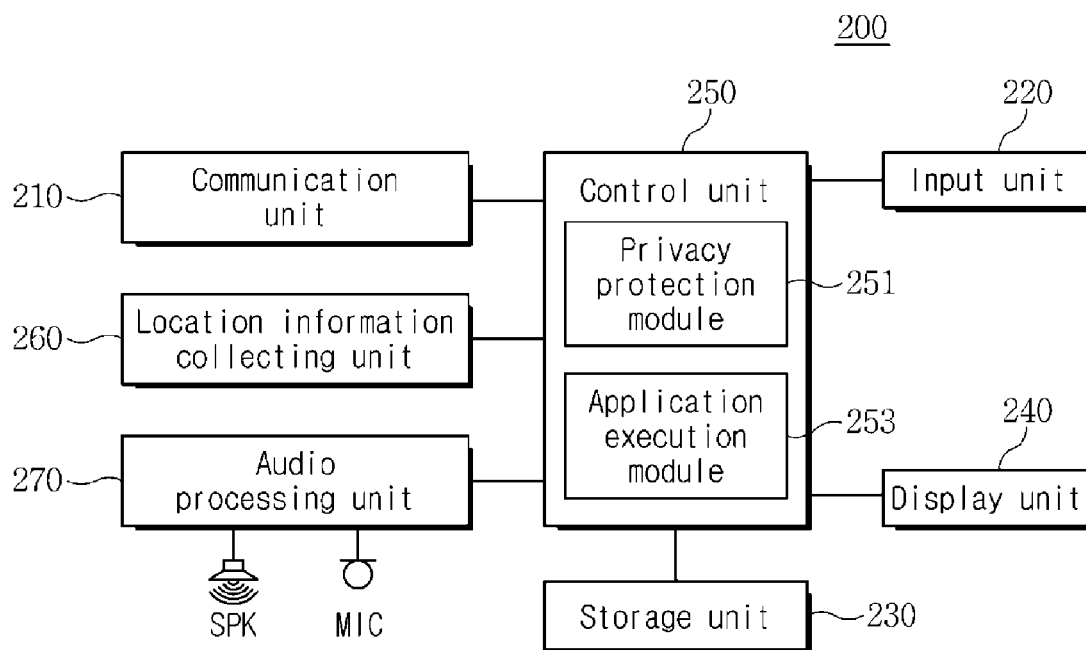 200
250
220
210
Communication
unit
Control unit
Input unit
Privacy
protection
module
251
260
Location information
collecting unit
Application
execution
module
253
240
270
Audio
processing unit
Display unit
SPK
MIC
Storage unit
230